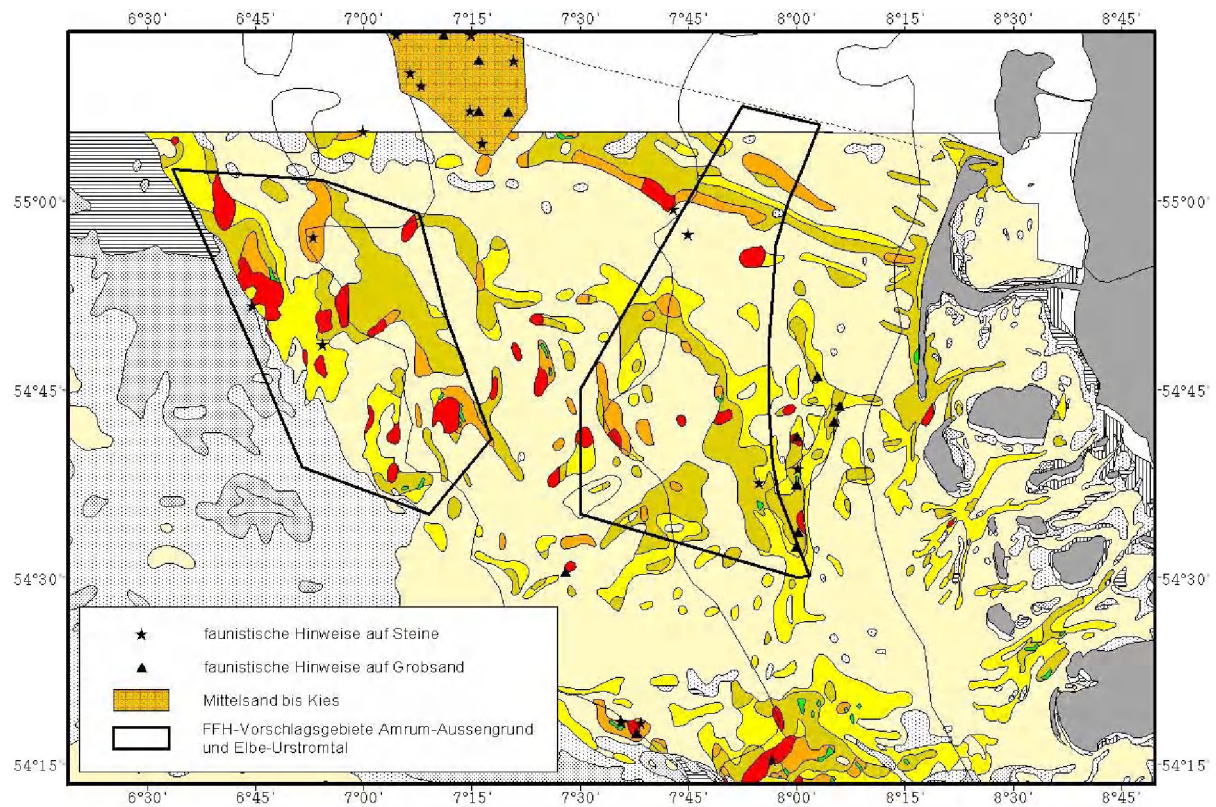 6°30' 6°45' 7°00' 7°15' 7°30' 7°45' 8°00' 8°15' 8°30' 8°45'
55°00' 55°00'
54°45' 54°45'
54°30' 54°30'
faunistische Hinweise auf Steine
faunistische Hinweise auf Grobsand
Mittelsand bis Kies
FFH-Vorschlagsgebiete Amrum-Aussengrund
und Elbe-Urstromtal
54°15' 54°15'
6°30' 6°45' 7°00' 7°15' 7°30' 7°45' 8°00' 8°15' 8°30' 8°45'